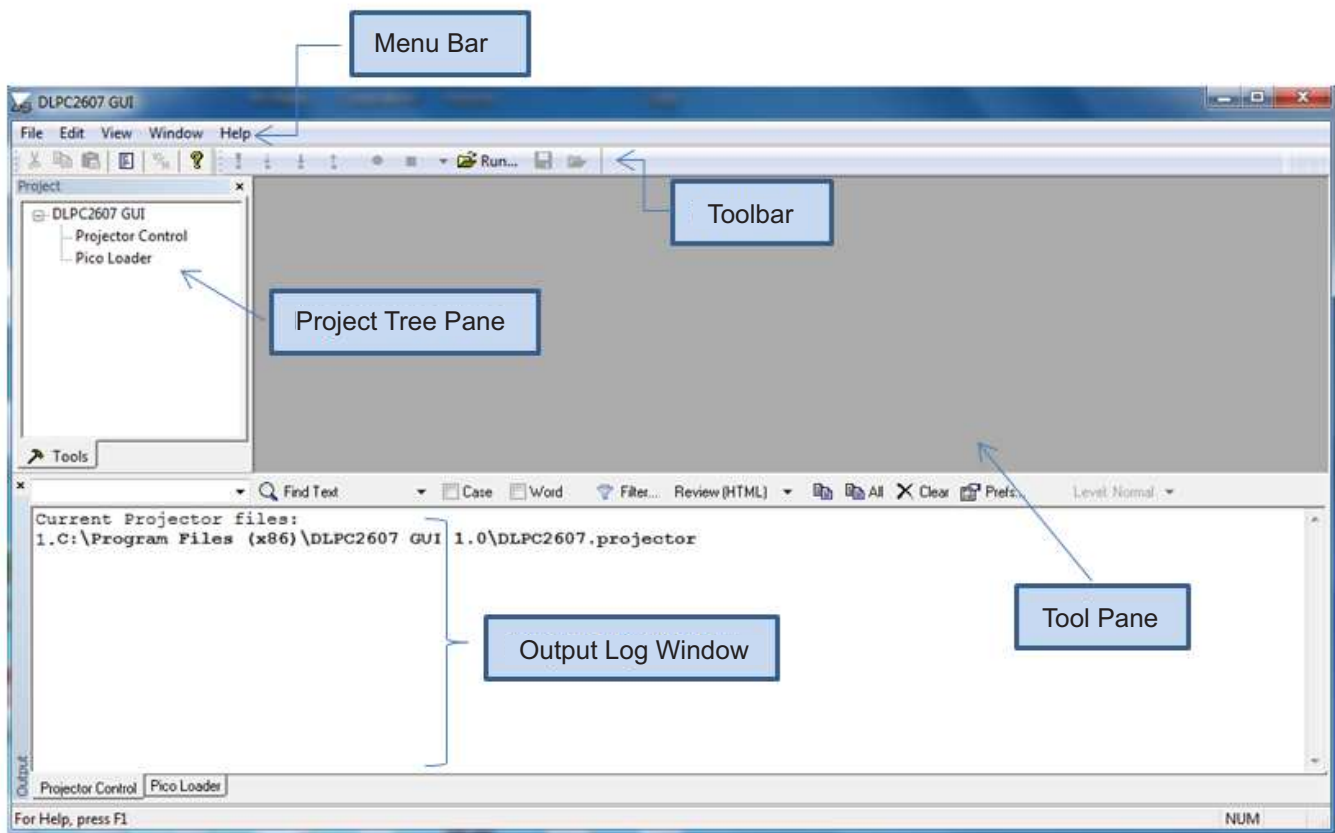 Menu Bar
DLPC2607 GUI
File Edit View Window Help
Run...
Toolbar
Project
DLPC2607 GUI
Projector Control
Pico Loader
Project Tree Pane
Tools
Find Text Case Word Filter... Review (HTML) All Clear Prefs... Level: Normal
Current Projector files:
1.C:\Program Files (x86)\DLPC2607 GUI 1.0\DLPC2607.projector
Tool Pane
Output Log Window
Output
Projector Control Pico Loader
For Help, press F1 NUM